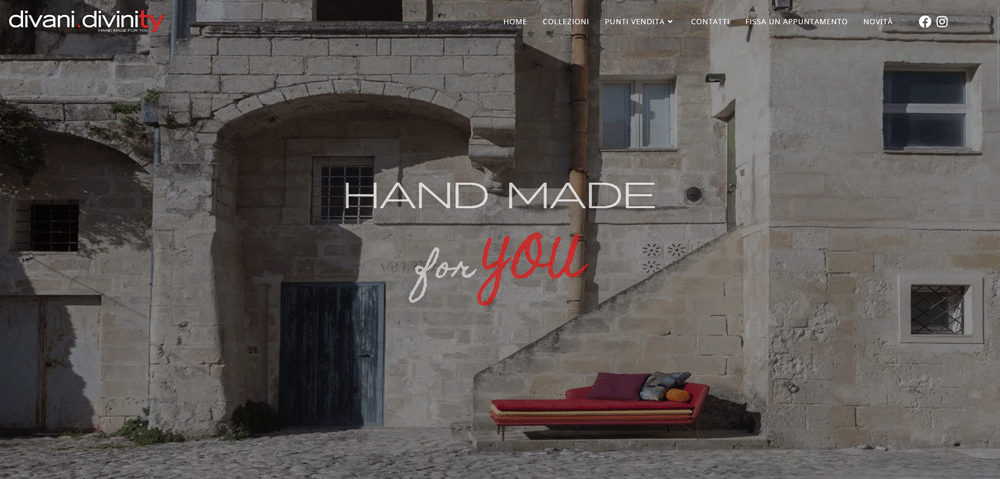 divani.divinity
HAND MADE FOR YOU
HOME COLLEZIONI PUNTI VENDITA CONTATTI FISSA UN APPUNTAMENTO NOVITÀ
HAND MADE
for you